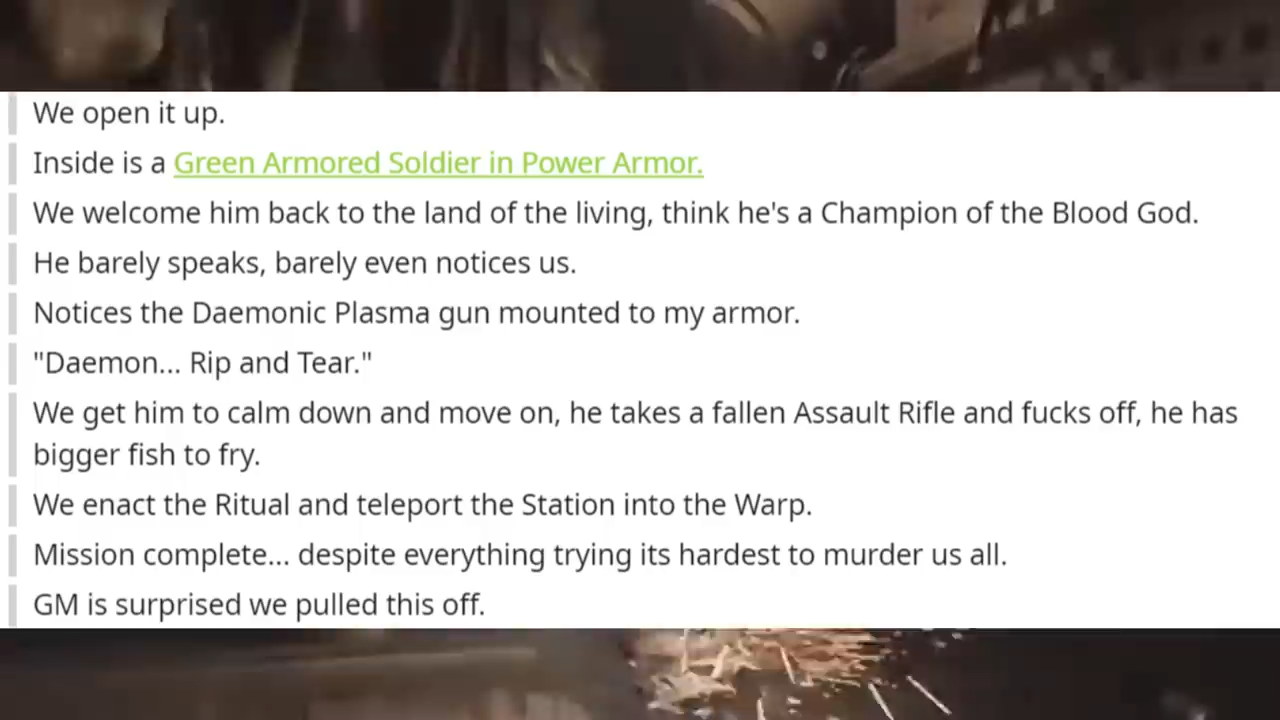 We open it up.
Inside is a Green Armored Soldier in Power Armor.
We welcome him back to the land of the living, think he's a Champion of the Blood God.
He barely speaks, barely even notices us.
Notices the Daemonic Plasma gun mounted to my armor.
"Daemon... Rip and Tear."
We get him to calm down and move on, he takes a fallen Assault Rifle and fucks off, he has
bigger fish to fry.
We enact the Ritual and teleport the Station into the Warp.
Mission complete... despite everything trying its hardest to murder us all.
GM is surprised we pulled this off.